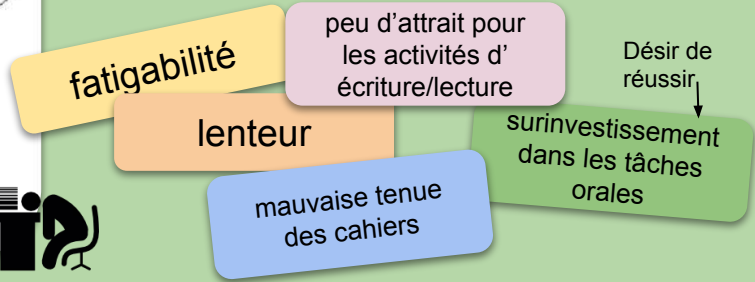 fatigabilité
peu d’attrait pour
les activités d’
écriture/lecture
Désir de
réussir
lenteur
surinvestissement
dans les tâches
orales
mauvaise tenue
des cahiers